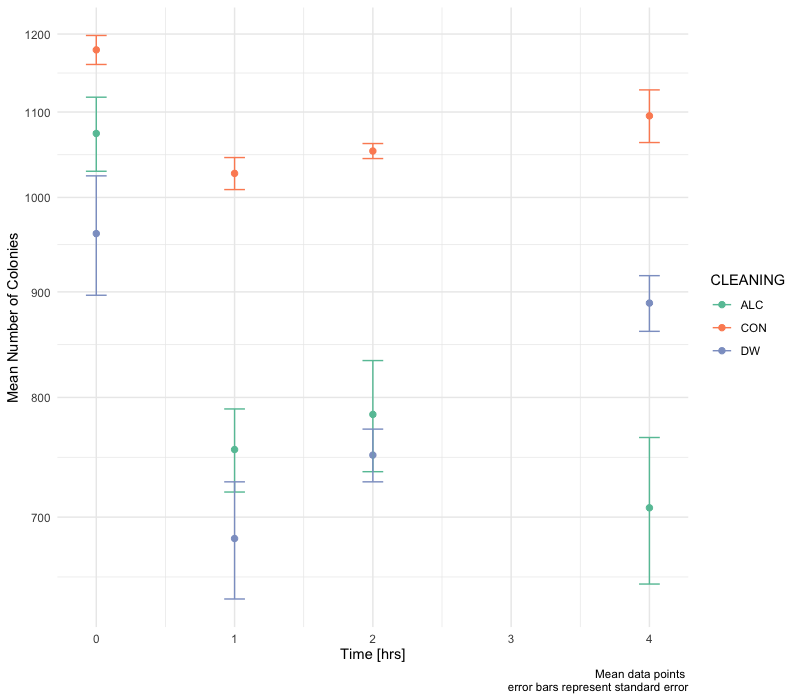 Mean Number of Colonies
1200
1100
1000
900
800
700
0 1 2 3 4
Time [hrs]
CLEANING
ALC
CON
DW
Mean data points
error bars represent standard error